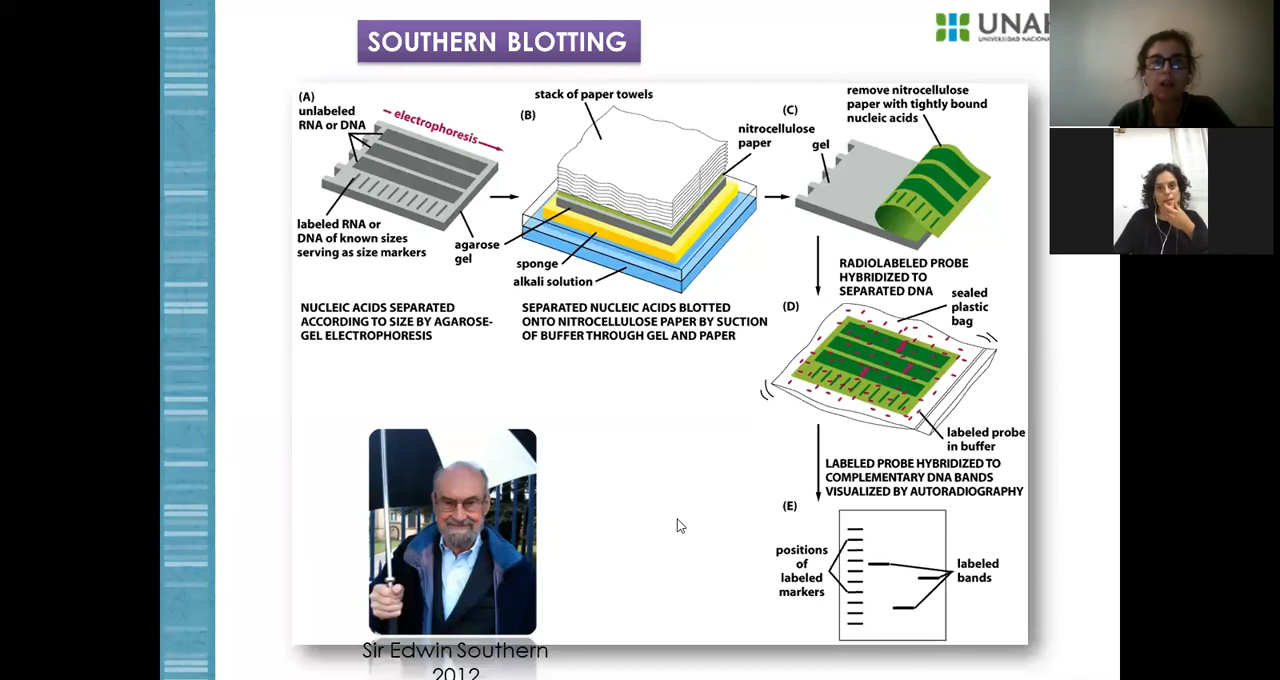 SOUTHERN BLOTTING
UNAH
UNIVERSIDAD NACIONAL
(A)
unlabeled
RNA or DNA
electrophoresis
labeled RNA or
DNA of known sizes
serving as size markers
agarose
gel
NUCLEIC ACIDS SEPARATED
ACCORDING TO SIZE BY AGAROSE-
GEL ELECTROPHORESIS
(B)
stack of paper towels
nitrocellulose
paper
sponge
alkali solution
SEPARATED NUCLEIC ACIDS BLOTTED
ONTO NITROCELLULOSE PAPER BY SUCTION
OF BUFFER THROUGH GEL AND PAPER
(C)
remove nitrocellulose
paper with tightly bound
nucleic acids
gel
RADIOLABELED PROBE
HYBRIDIZED TO
SEPARATED DNA
(D)
sealed
plastic
bag
labeled probe
in buffer
LABELED PROBE HYBRIDIZED TO
COMPLEMENTARY DNA BANDS
VISUALIZED BY AUTORADIOGRAPHY
(E)
positions
of
labeled
markers
labeled
bands
Sir Edwin Southern
2012